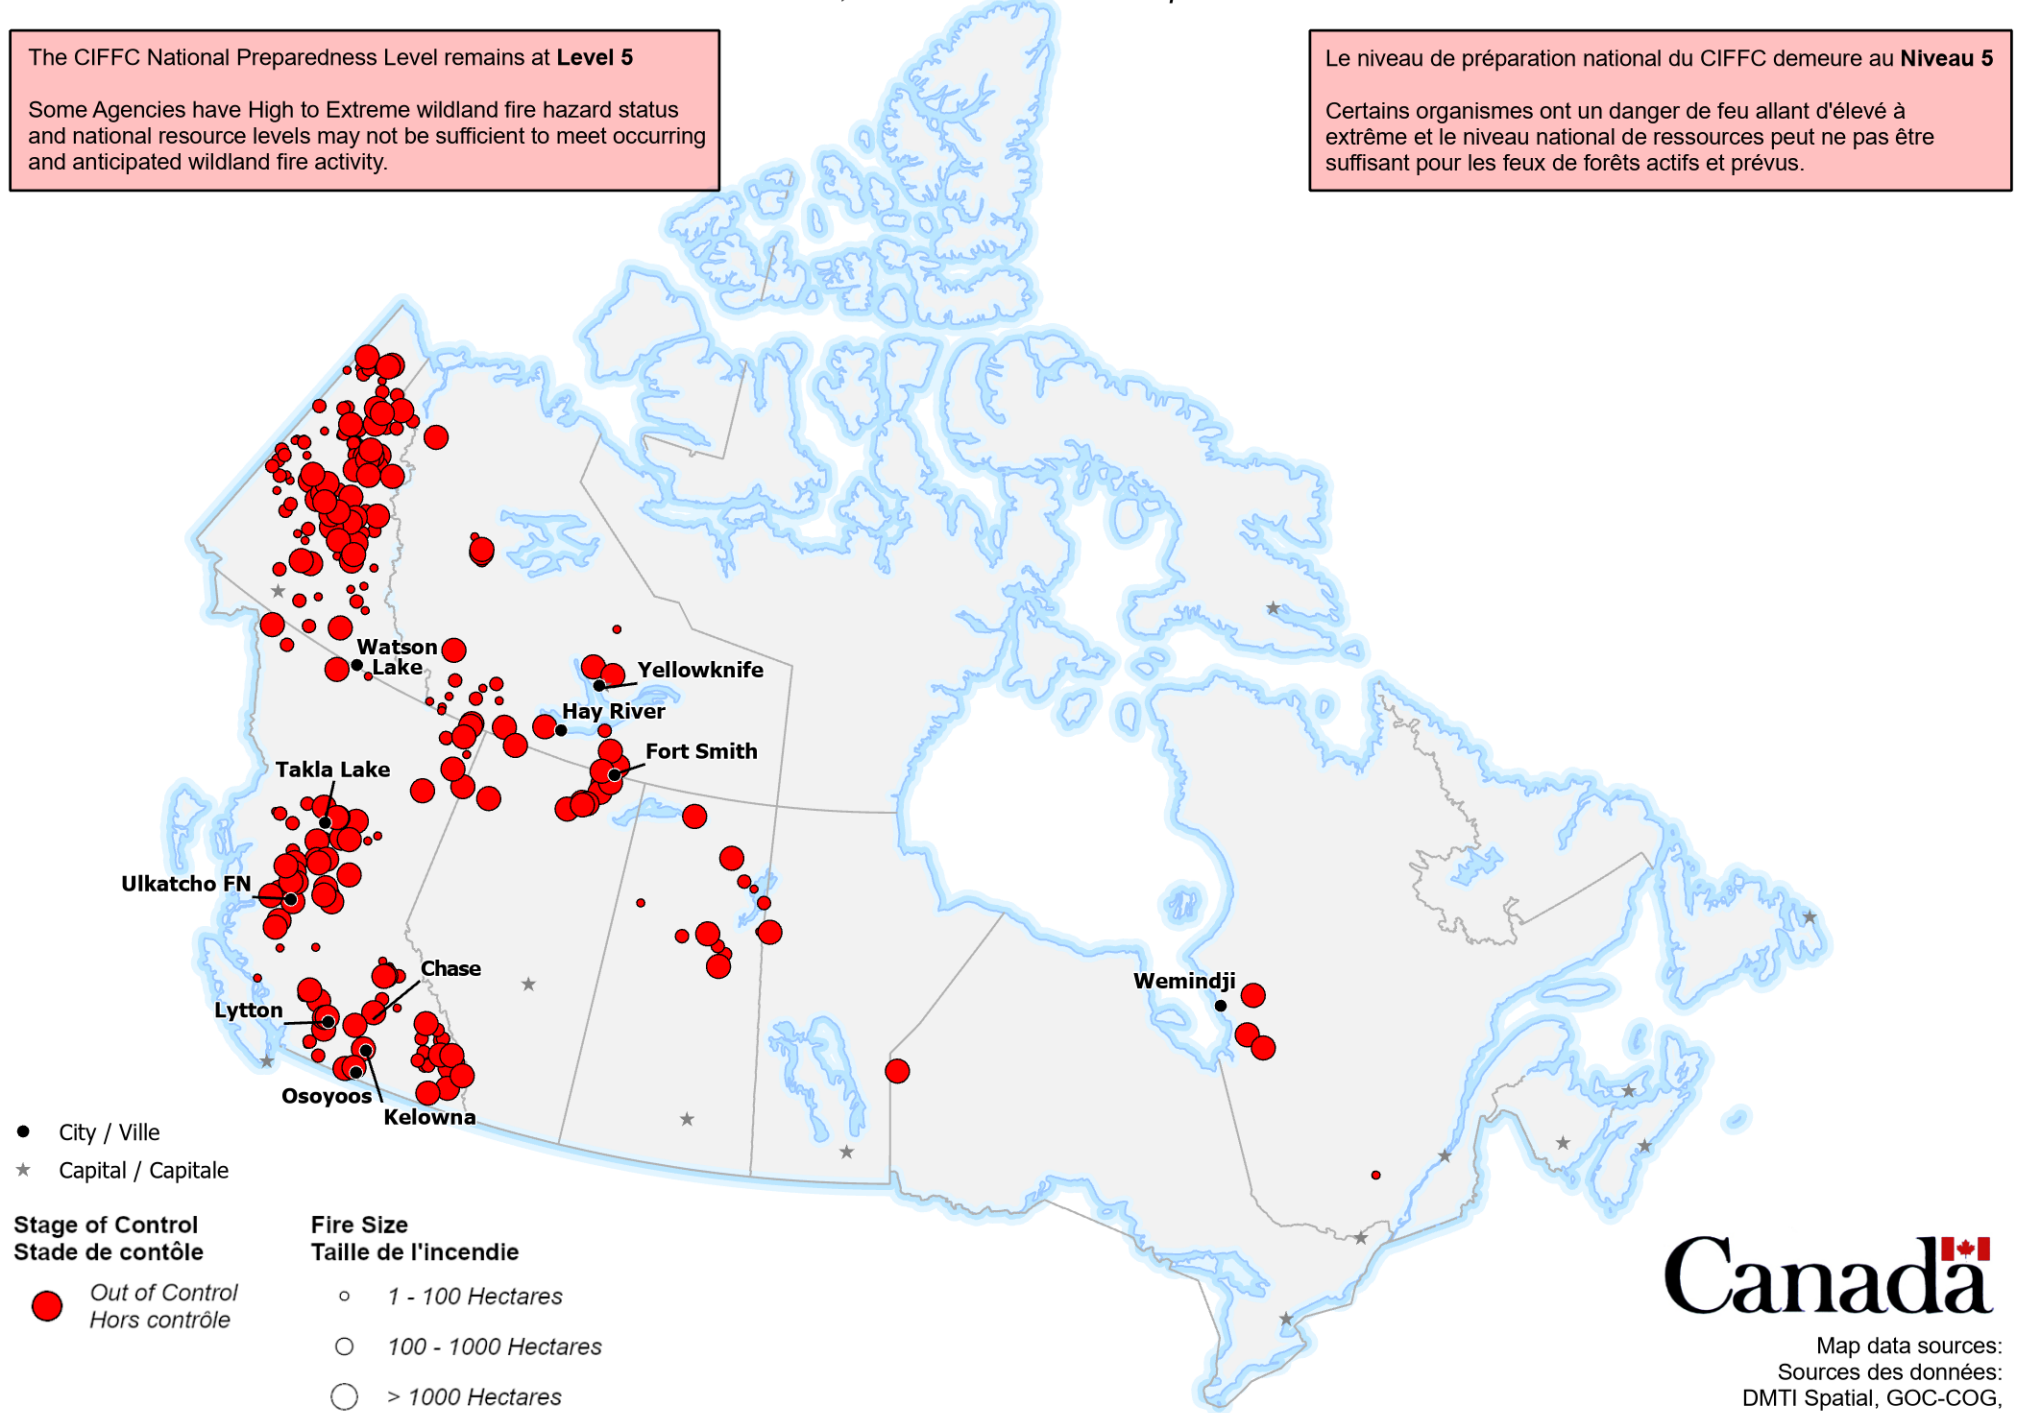 The CIFFC National Preparedness Level remains at Level 5
Some Agencies have High to Extreme wildland fire hazard status
and national resource levels may not be sufficient to meet occurring
and anticipated wildland fire activity.
Le niveau de préparation national du CIFFC demeure au Niveau 5
Certains organismes ont un danger de feu allant d'élevé à
extrême et le niveau national de ressources peut ne pas être
suffisant pour les feux de forêts actifs et prévus.
Watson
Lake
Yellowknife
Hay River
Fort Smith
Takla Lake
Ulkatcho FN
Chase
Wemindji
Lytton
Osoyoos
Kelowna
City / Ville
Capital / Capitale
Stage of Control
Stade de contôle
Out of Control
Hors contrôle
Fire Size
Taille de l'incendie
1 - 100 Hectares
100 - 1000 Hectares
> 1000 Hectares
Canada
Map data sources:
Sources des données:
DMTI Spatial, GOC-COG,